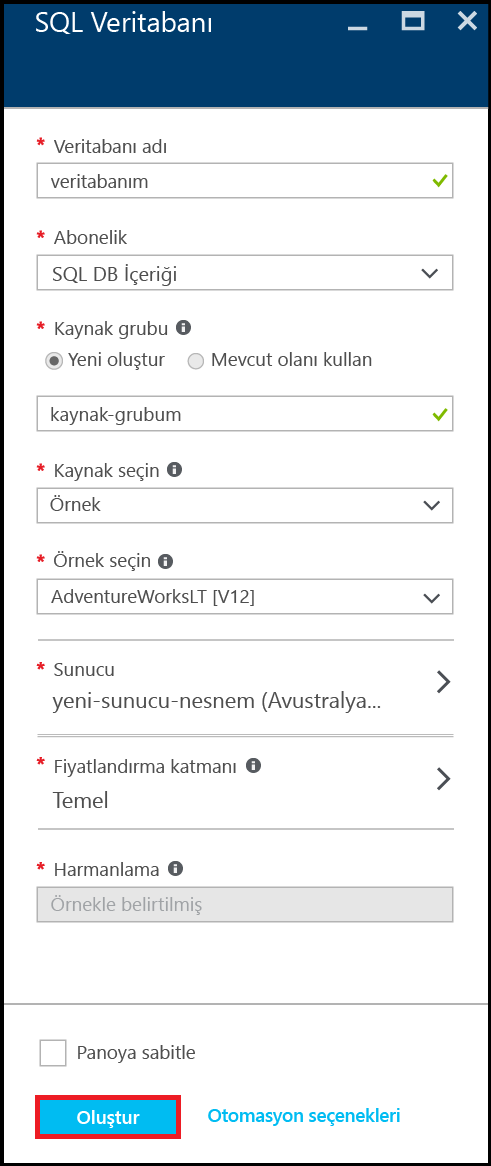 SQL Veritabanı
* Veritabanı adı
veritabanım
* Abonelik
SQL DB İçeriği
* Kaynak grubu
Yeni oluştur Mevcut olanı kullan
kaynak-grubum
* Kaynak seçin
Örnek
* Örnek seçin
AdventureWorksLT [V12]
* Sunucu
yeni-sunucu-nesnem (Avustralya...
* Fiyatlandırma katmanı
Temel
* Harmanlama
Örnekle belirtilmiş
Panoya sabitle
Oluştur Otomasyon seçenekleri